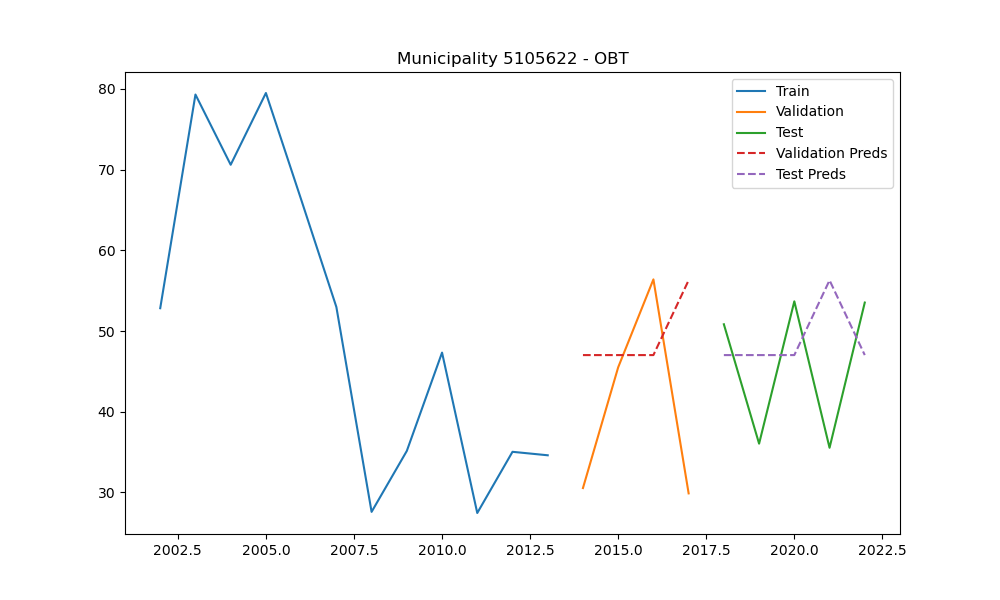 Municipality 5105622 - OBT
Train
Validation
Test
Validation Preds
Test Preds
80
70
60
50
40
30
2002.5 2005.0 2007.5 2010.0 2012.5 2015.0 2017.5 2020.0 2022.5